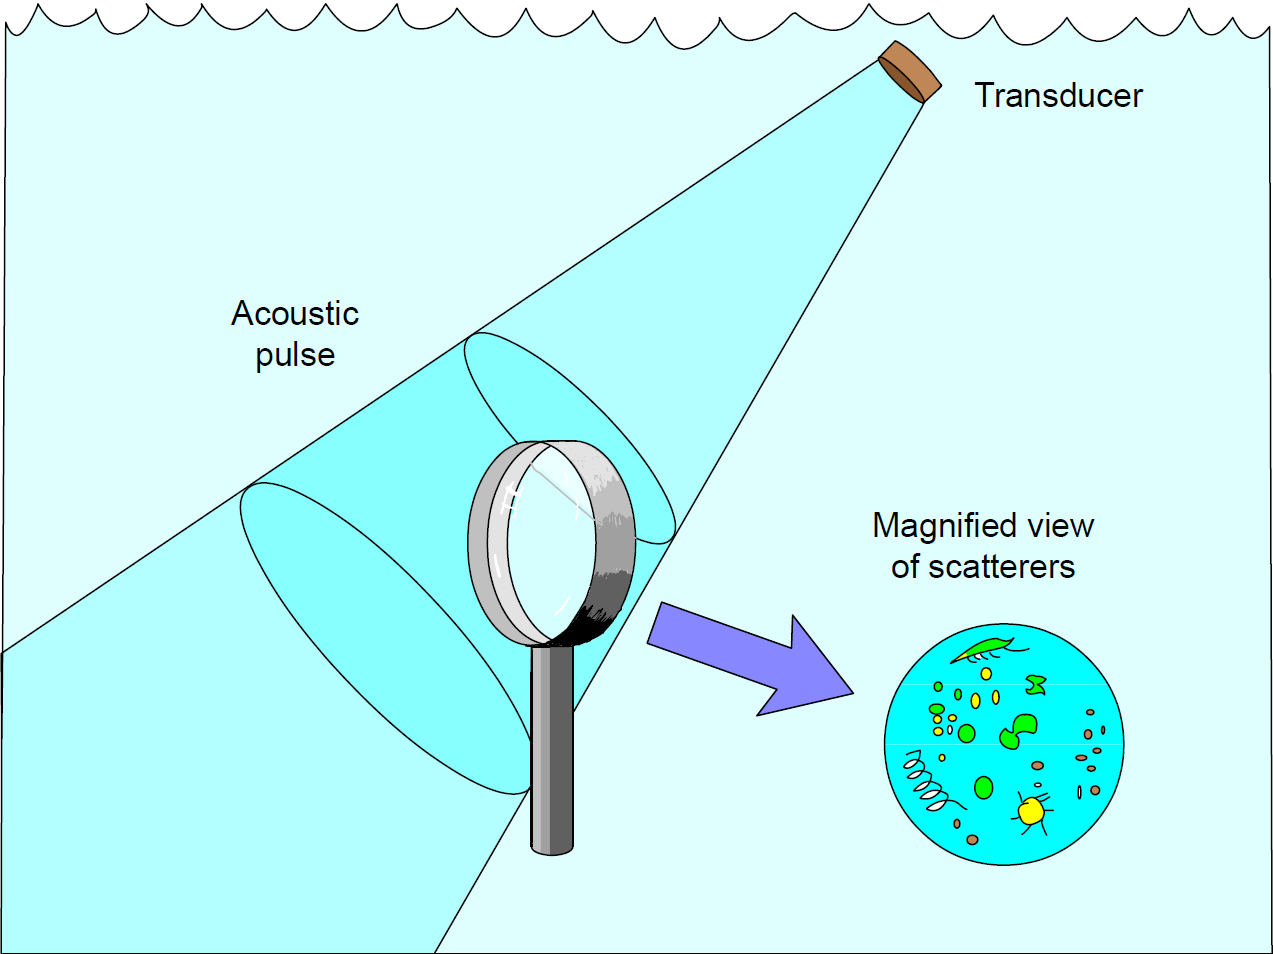 Transducer
Acoustic
pulse
Magnified view
of scatterers